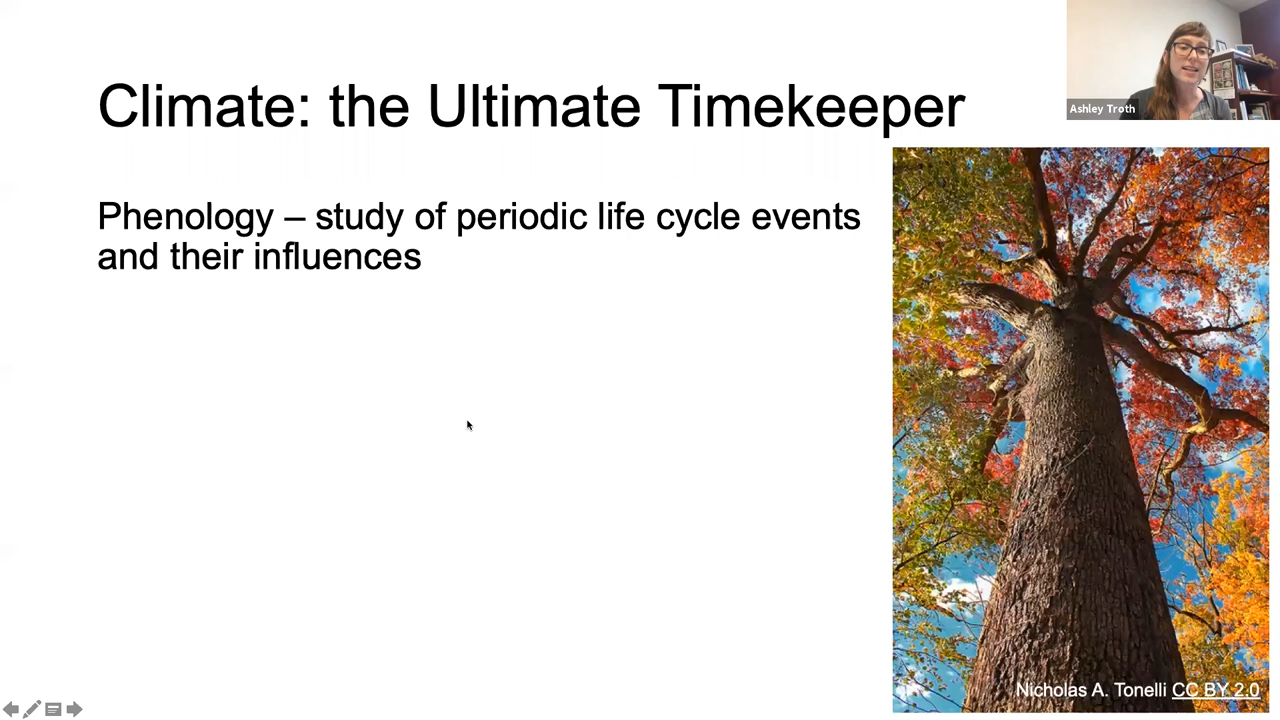 Climate: the Ultimate Timekeeper
Ashley Troth
Phenology – study of periodic life cycle events
and their influences
Nicholas A. Tonelli CC BY 2.0